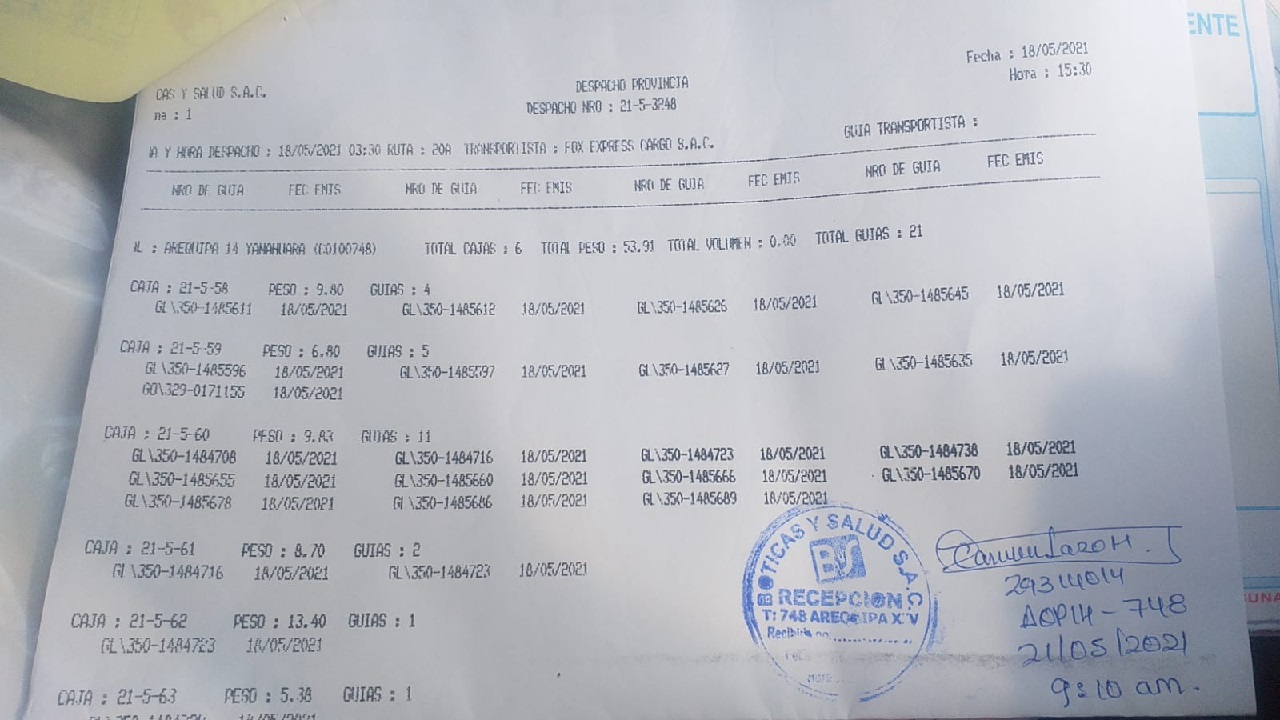 ENTE
Fecha : 18/05/2021
Hora : 15:30
CAS Y SALUD S.A.C.
na : 1
DESPACHO PROVINCIA
DESPACHO NRO : 21-5-3248
GUIA TRANSPORTISTA :
A Y HORA DESPACHO : 18/05/2021 03:30 RUTA : 20A TRANSPORTISTA : FOX EXPRESS CARGO S.A.C.
NRO DE GUIA FEC EMIS NRO DE GUIA FEC EMIS NRO DE GUIA FEC EMIS NRO DE GUIA FEC EMIS
L : AREQUIPA 14 YANAHUARA (C0100748) TOTAL CAJAS : 6 TOTAL PESO : 53.91 TOTAL VOLUMEN : 0.00 TOTAL GUIAS : 21
CAJA : 21-5-58 PESO : 9.80 GUIAS : 4
GL\350-1485611 18/05/2021 GL\350-1485612 18/05/2021 GL\350-1485626 18/05/2021 GL\350-1485645 18/05/2021
CAJA : 21-5-59 PESO : 6.80 GUIAS : 5
GL\350-1485596 18/05/2021 GL\350-1485597 18/05/2021 GL\350-1485627 18/05/2021 GL\350-1485635 18/05/2021
GO\329-0171155 18/05/2021
CAJA : 21-5-60 PESO : 9.83 GUIAS : 11
GL\350-1484708 18/05/2021 GL\350-1484716 18/05/2021 GL\350-1484723 18/05/2021 GL\350-1484738 18/05/2021
GL\350-1485655 18/05/2021 GL\350-1485660 18/05/2021 GL\350-1485666 18/05/2021 GL\350-1485670 18/05/2021
GL\350-1485678 18/05/2021 GL\350-1485686 18/05/2021 GL\350-1485689 18/05/2021
CAJA : 21-5-61 PESO : 8.70 GUIAS : 2
GL\350-1484716 18/05/2021 GL\350-1484723 18/05/2021
CAJA : 21-5-62 PESO : 13.40 GUIAS : 1
GL\350-1484723 18/05/2021
CAJA : 21-5-63 PESO : 5.38 GUIAS : 1
BOTICAS Y SALUD S.A.C
RECEPCION
T: 748 AREQUIPA XIV
Recibido
Carmen Lazo H.
29314014
AQP14-748
21/05/2021
9:10 am.